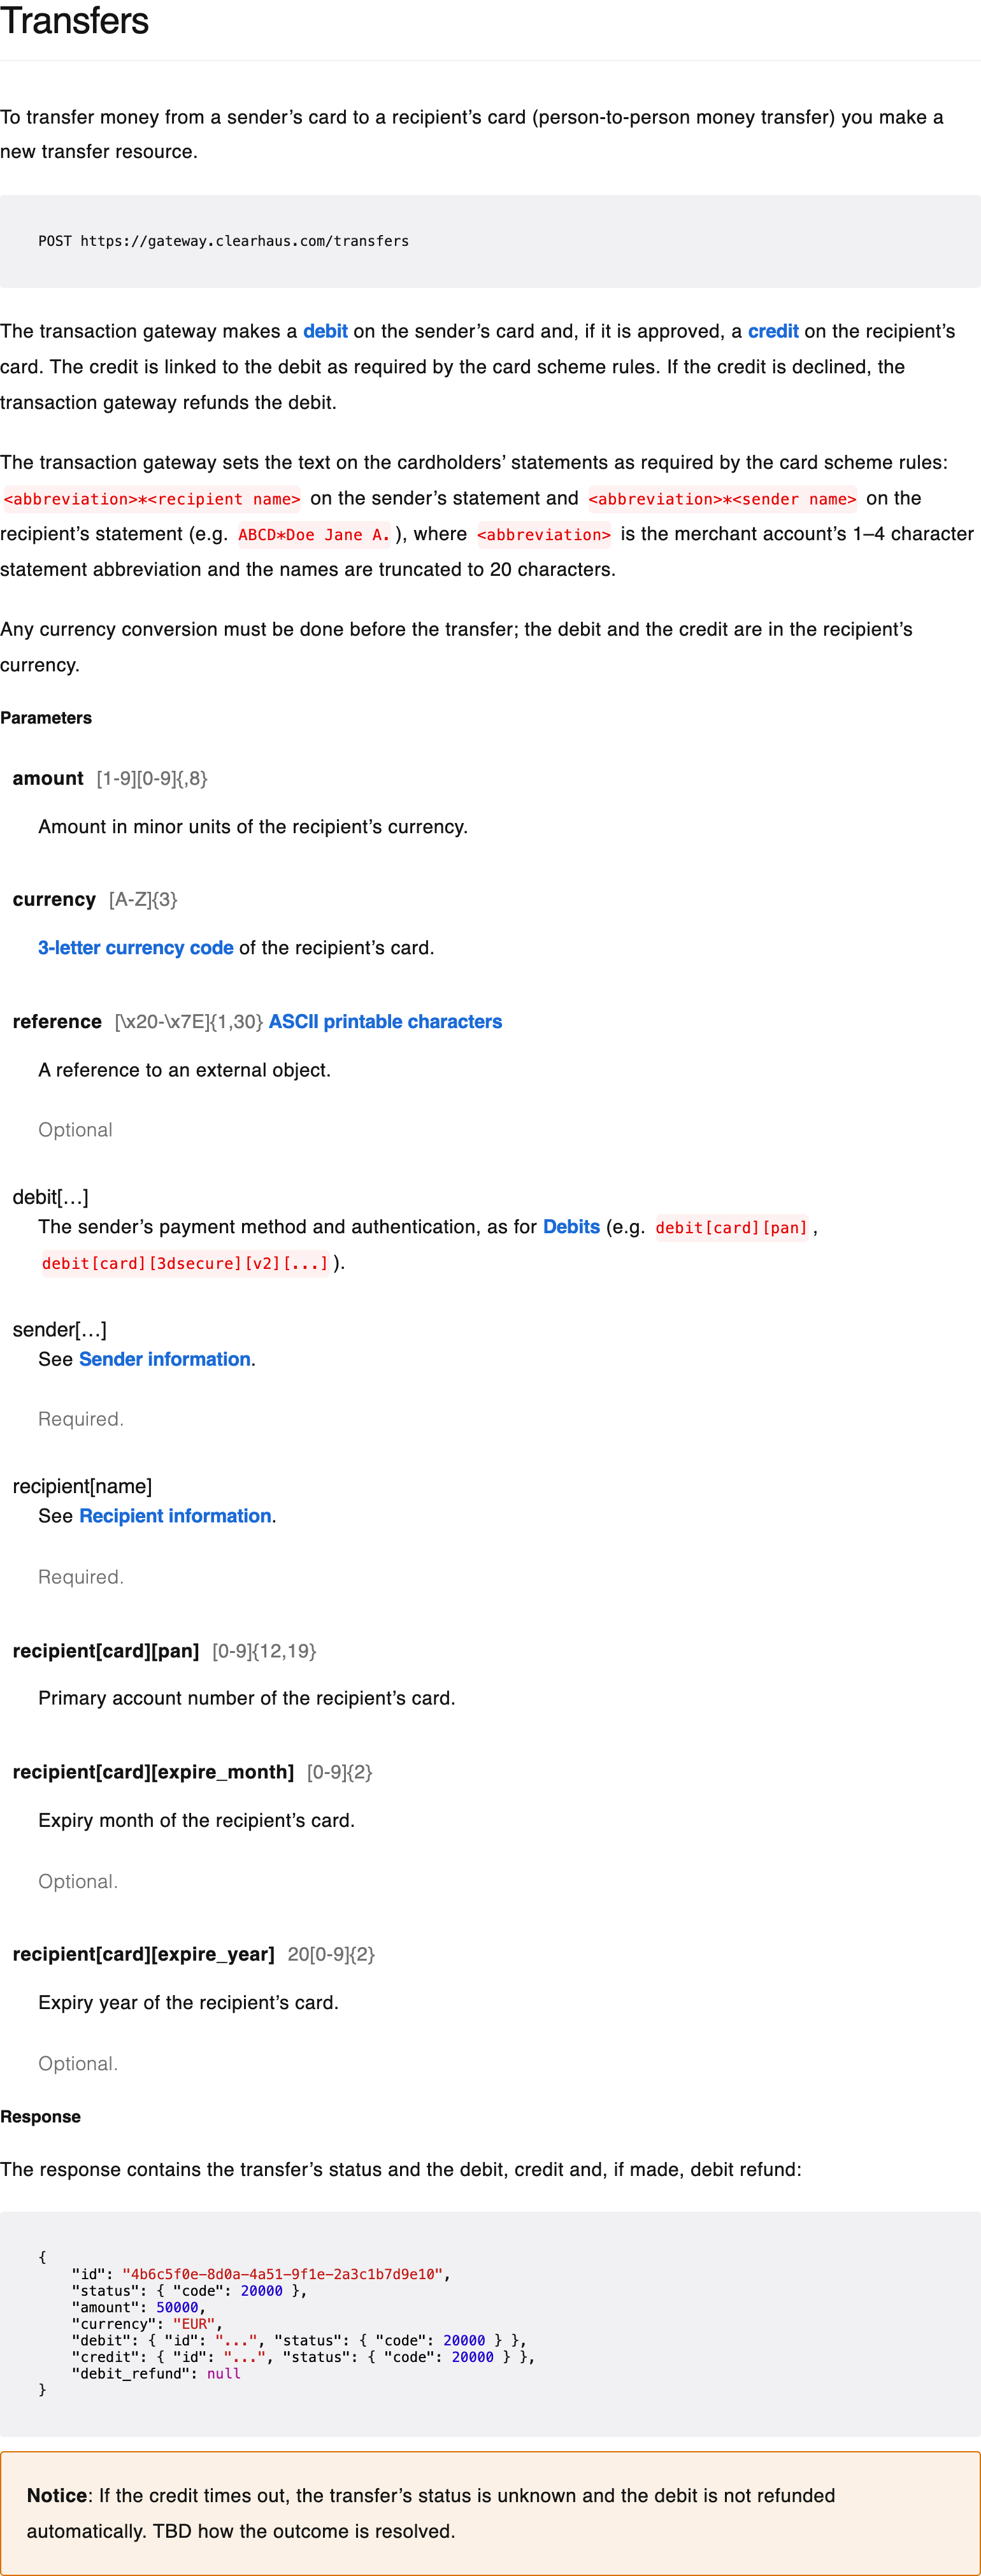 Transfers
To transfer money from a sender’s card to a recipient’s card (person-to-person money transfer) you make a
new transfer resource.
POST https://gateway.clearhaus.com/transfers
The transaction gateway makes a debit on the sender’s card and, if it is approved, a credit on the recipient’s
card. The credit is linked to the debit as required by the card scheme rules. If the credit is declined, the
transaction gateway refunds the debit.
The transaction gateway sets the text on the cardholders’ statements as required by the card scheme rules:
<abbreviation>*<recipient name> on the sender’s statement and <abbreviation>*<sender name> on the
recipient’s statement (e.g. ABCD*Doe Jane A. ), where <abbreviation> is the merchant account’s 1–4 character
statement abbreviation and the names are truncated to 20 characters.
Any currency conversion must be done before the transfer; the debit and the credit are in the recipient’s
currency.
Parameters
amount [1-9][0-9]{,8}
Amount in minor units of the recipient’s currency.
currency [A-Z]{3}
3-letter currency code of the recipient’s card.
reference [\x20-\x7E]{1,30} ASCII printable characters
A reference to an external object.
Optional
debit[…]
The sender’s payment method and authentication, as for Debits (e.g. debit[card][pan] ,
debit[card][3dsecure][v2][...] ).
sender[…]
See Sender information.
Required.
recipient[name]
See Recipient information.
Required.
recipient[card][pan] [0-9]{12,19}
Primary account number of the recipient’s card.
recipient[card][expire_month] [0-9]{2}
Expiry month of the recipient’s card.
Optional.
recipient[card][expire_year] 20[0-9]{2}
Expiry year of the recipient’s card.
Optional.
Response
The response contains the transfer’s status and the debit, credit and, if made, debit refund:
{
"id": "4b6c5f0e-8d0a-4a51-9f1e-2a3c1b7d9e10",
"status": { "code": 20000 },
"amount": 50000,
"currency": "EUR",
"debit": { "id": "...", "status": { "code": 20000 } },
"credit": { "id": "...", "status": { "code": 20000 } },
"debit_refund": null
}
Notice: If the credit times out, the transfer’s status is unknown and the debit is not refunded
automatically. TBD how the outcome is resolved.